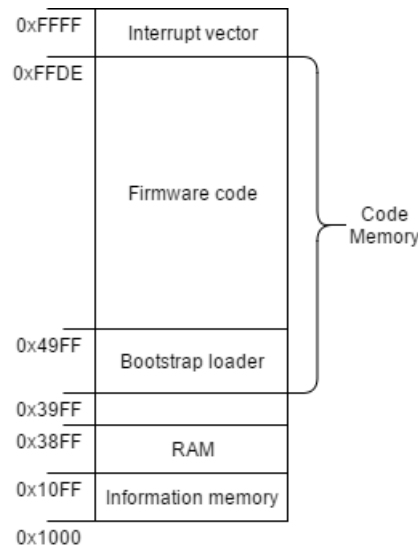 0xFFFF
Interrupt vector
0xFFDE
Firmware code
Code
Memory
0x49FF
Bootstrap loader
0x39FF
0x38FF
RAM
0x10FF
Information memory
0x1000